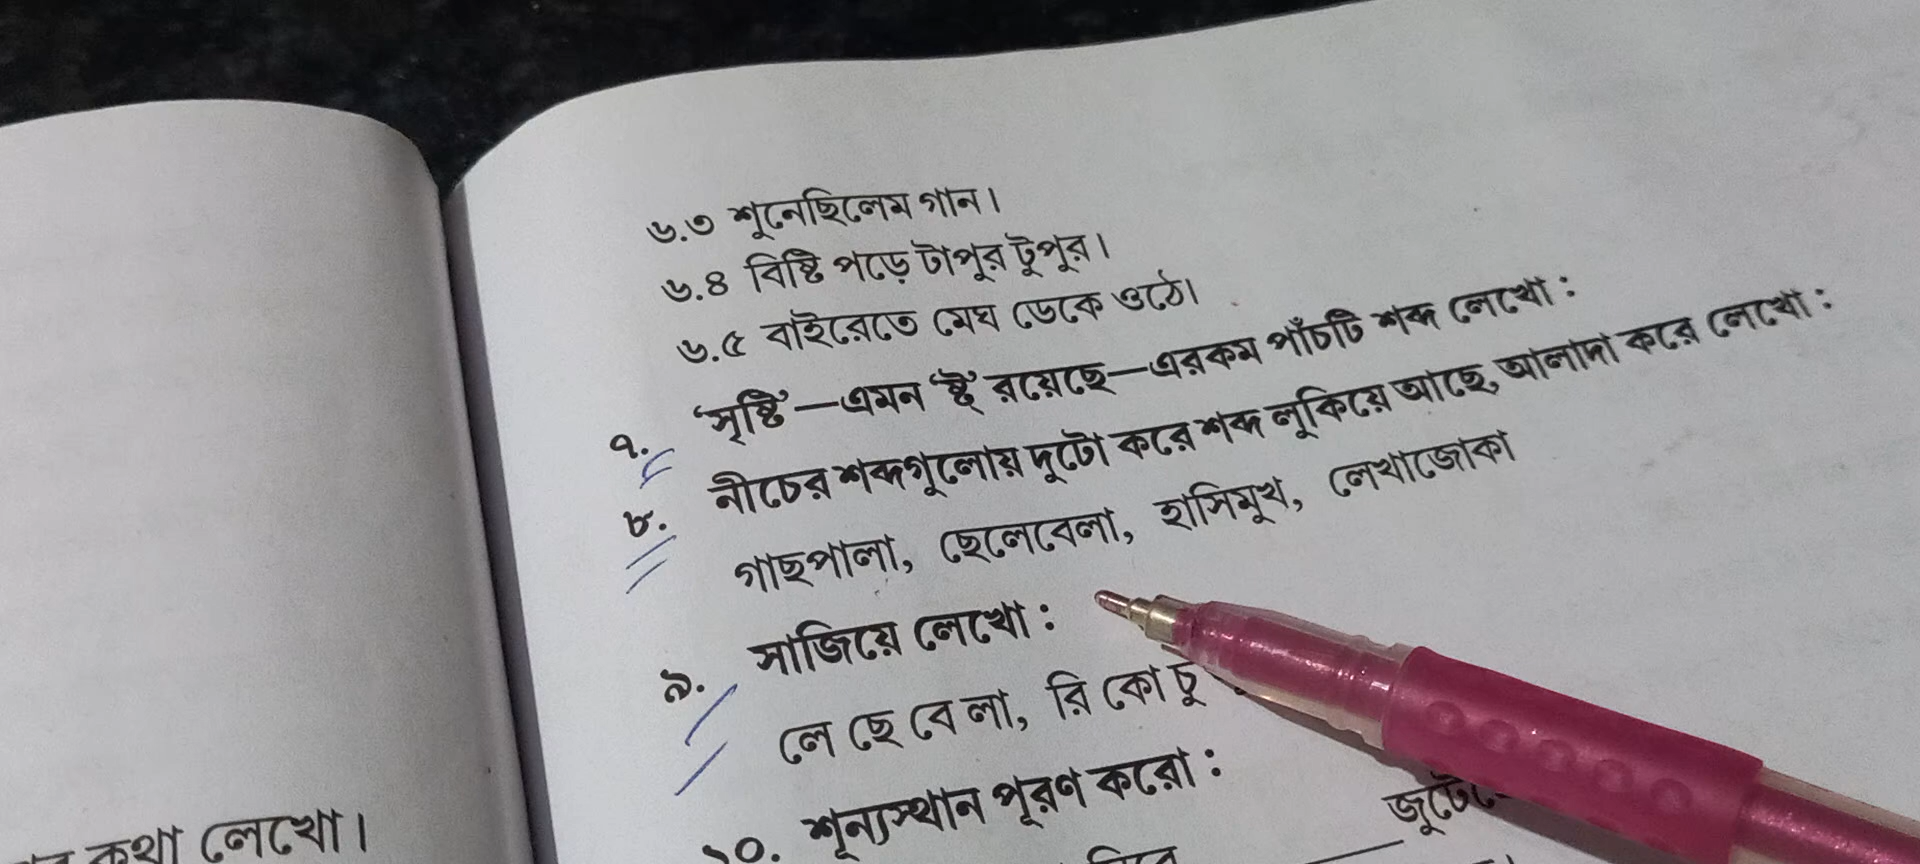 ৬.৩ শুনেছিলেম গান।
৬.৪ বিষ্টি পড়ে টাপুর টুপুর।
৬.৫ বাইরেতে মেঘ ডেকে ওঠে।
৭. ‘সৃষ্টি’—এমন ‘ষ্ট’ রয়েছে—এরকম পাঁচটি শব্দ লেখো :
৮. নীচের শব্দগুলোয় দুটো করে শব্দ লুকিয়ে আছে, আলাদা করে লেখো :
গাছপালা, ছেলেবেলা, হাসিমুখ, লেখাজোকা
৯. সাজিয়ে লেখো :
লে ছে বে লা, রি কো চু
১০. শূন্যস্থান পূরণ করো :
কথা লেখো।